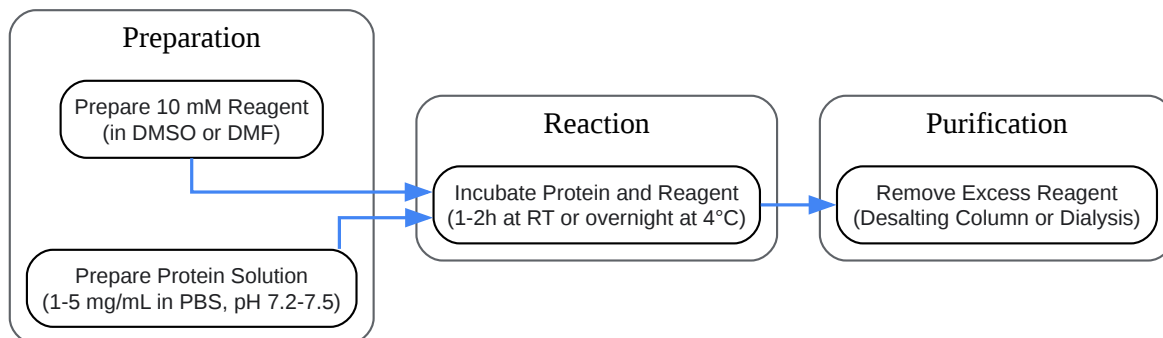 Preparation
Prepare 10 mM Reagent
(in DMSO or DMF)
Prepare Protein Solution
(1-5 mg/mL in PBS, pH 7.2-7.5)
Reaction
Incubate Protein and Reagent
(1-2h at RT or overnight at 4°C)
Purification
Remove Excess Reagent
(Desalting Column or Dialysis)